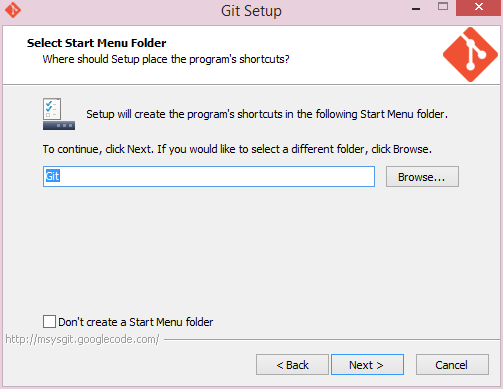 Git Setup
Select Start Menu Folder
Where should Setup place the program's shortcuts?
Setup will create the program's shortcuts in the following Start Menu folder.
To continue, click Next. If you would like to select a different folder, click Browse.
Git
Browse...
Don't create a Start Menu folder
http://msysgit.googlecode.com/
< Back
Next >
Cancel